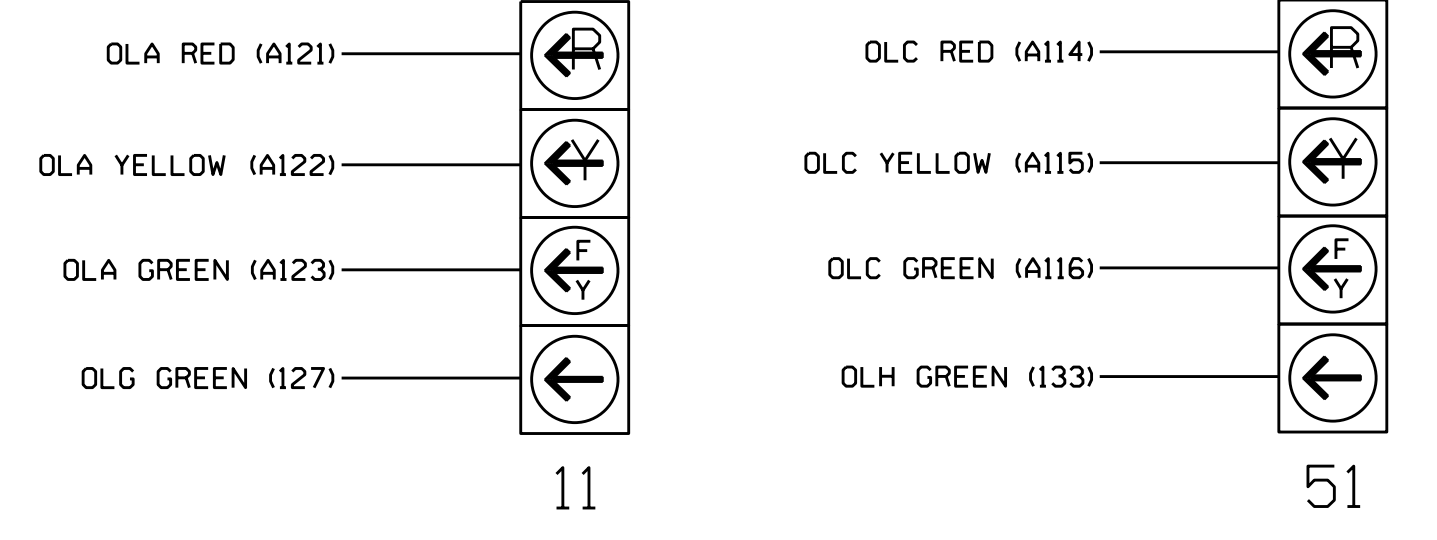 OLA RED (A121)
R
OLA YELLOW (A122)
Y
OLA GREEN (A123)
F
Y
OLG GREEN (127)
11
OLC RED (A114)
R
OLC YELLOW (A115)
Y
OLC GREEN (A116)
F
Y
OLH GREEN (133)
51